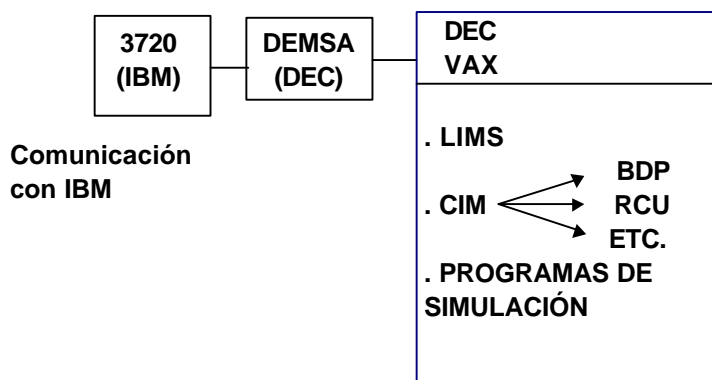 3720
(IBM)
DEMSA
(DEC)
DEC
VAX
Comunicación
con IBM
. LIMS
. CIM
BDP
RCU
ETC.
. PROGRAMAS DE
SIMULACIÓN